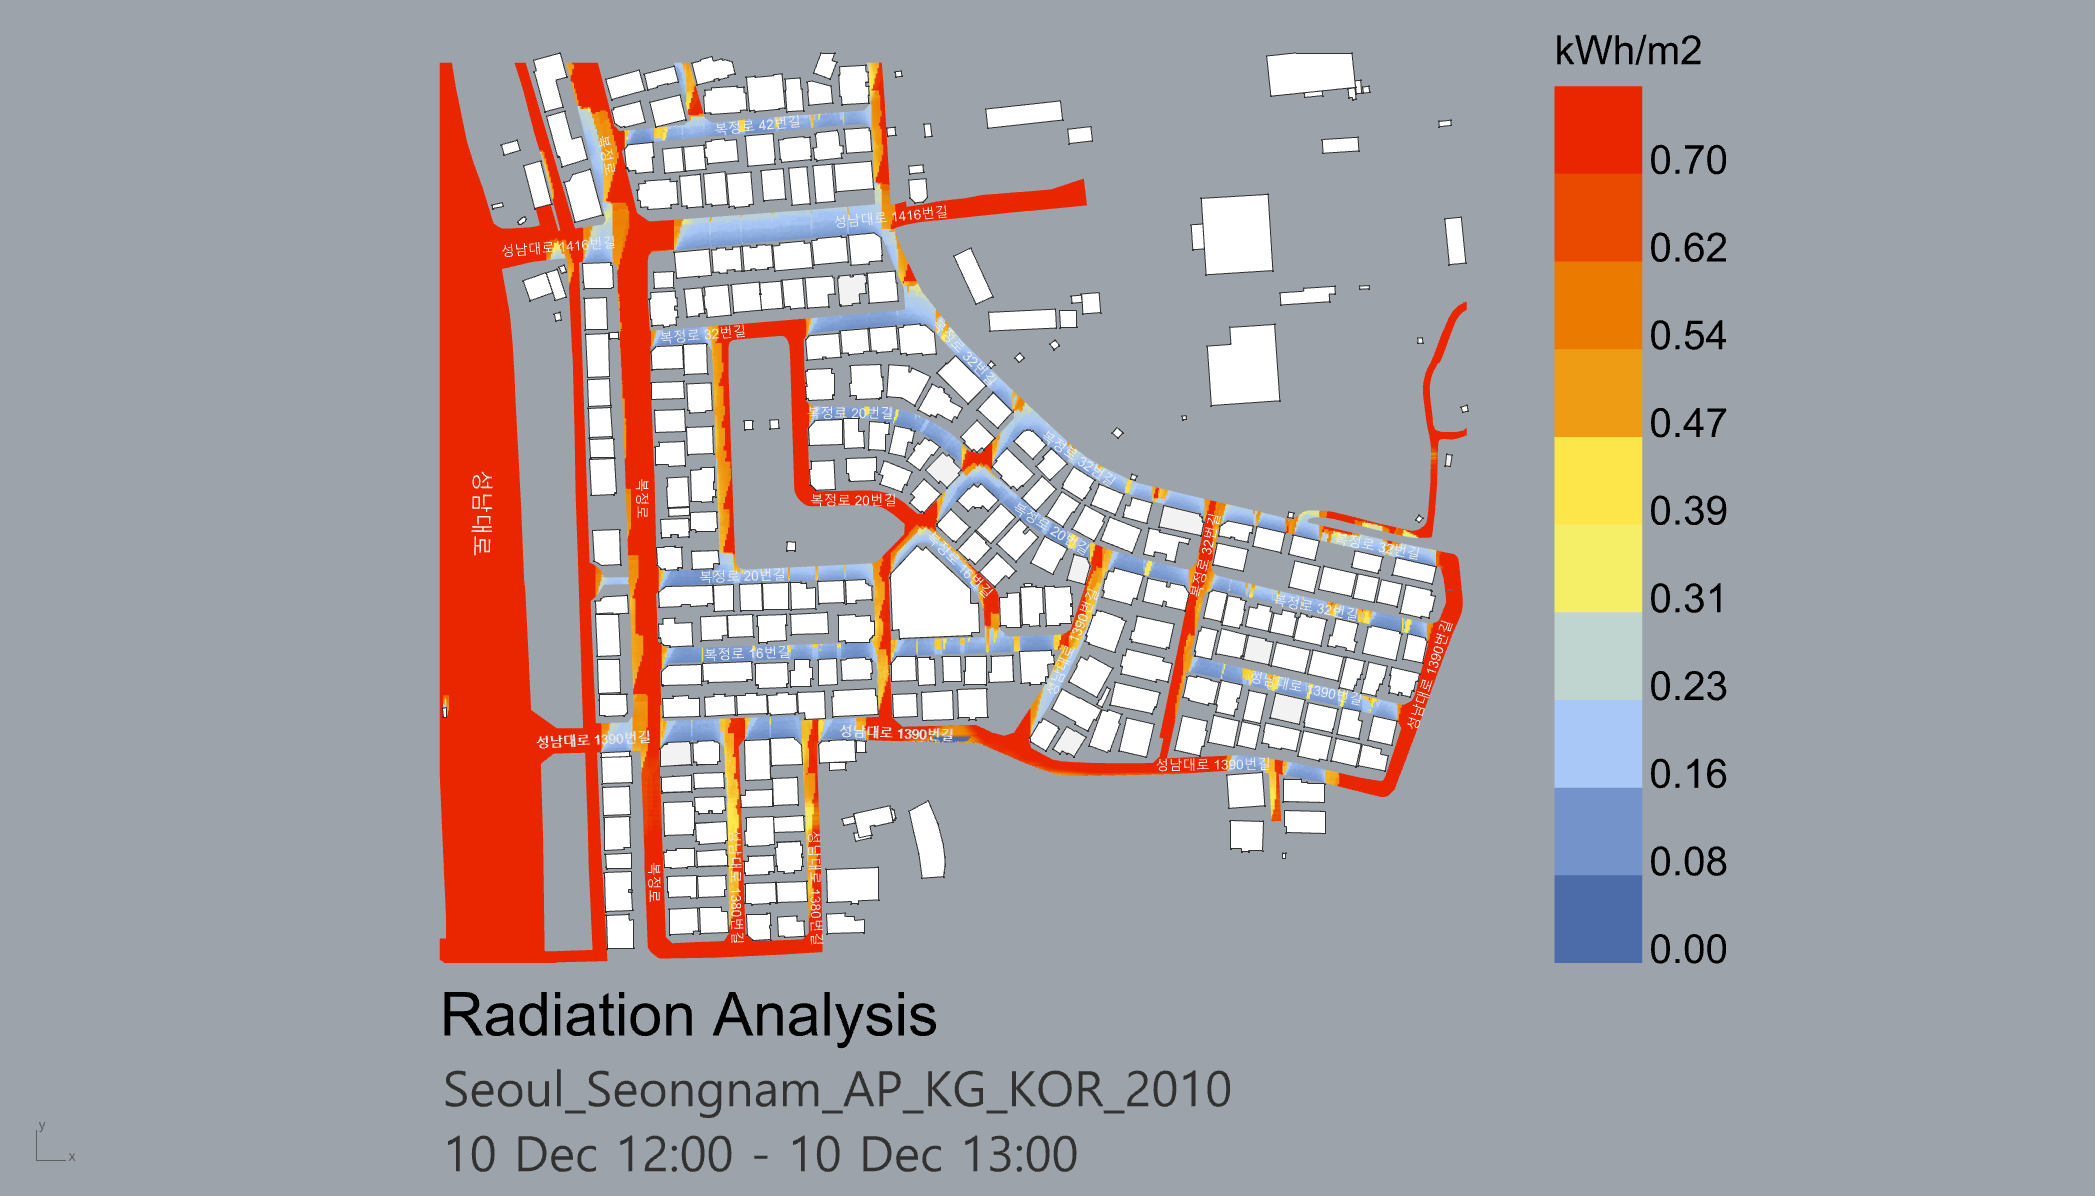 kWh/m2
0.70
0.62
0.54
0.47
0.39
0.31
0.23
0.16
0.08
0.00
복정로 42번길
복정로
성남대로 1416번길
성남대로 1416번길
복정로 32번길
복정로 32번길
복정로 20번길
복정로 32번길
성남대로
복정로
복정로 20번길
복정로 20번길
복정로 32번길
복정로 32번길
복정로 16번길
복정로 20번길
복정로 32번길
성남대로 1390번길
복정로 16번길
성남대로 1390번길
성남대로 1390번길
성남대로 1390번길
성남대로 1390번길
성남대로 1390번길
복정로
성남대로 1380번길
성남대로 1380번길
Radiation Analysis
Seoul_Seongnam_AP_KG_KOR_2010
10 Dec 12:00 - 10 Dec 13:00
y
x